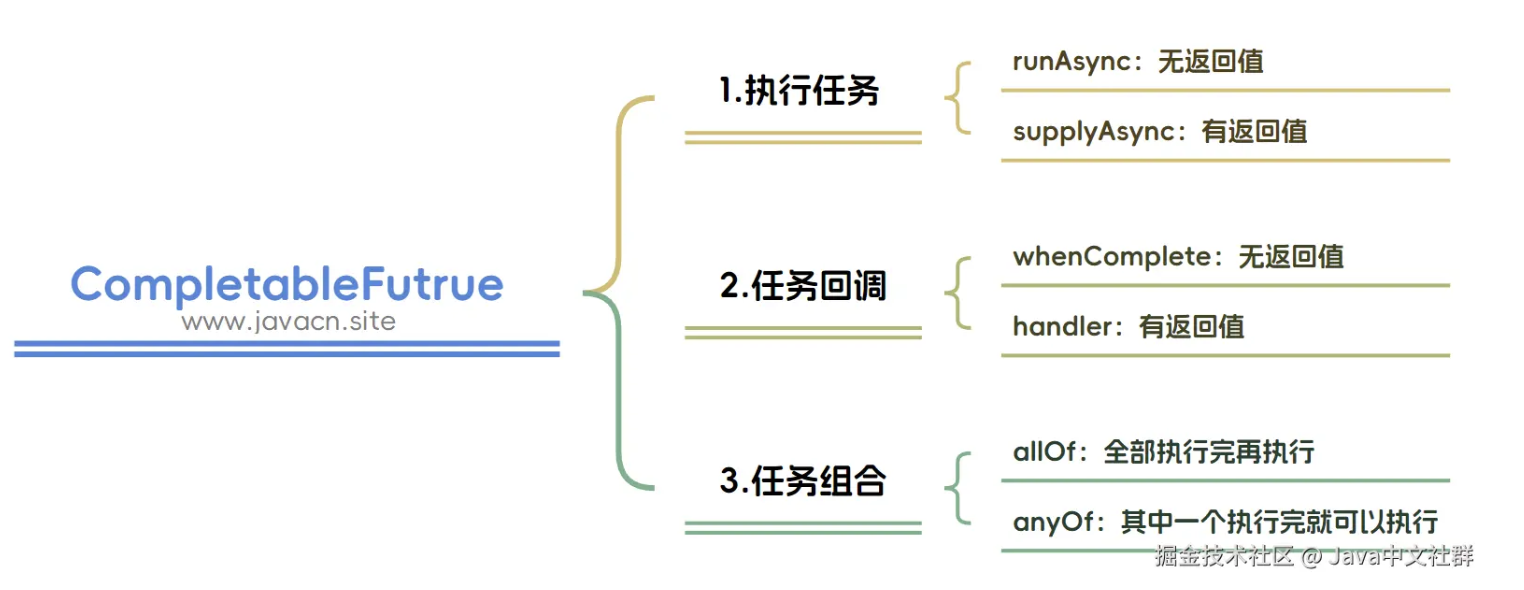 CompletableFutrue
www.javacn.site
1.执行任务
runAsync：无返回值
supplyAsync：有返回值
2.任务回调
whenComplete：无返回值
handler：有返回值
3.任务组合
allOf：全部执行完再执行
anyOf：其中一个执行完就可以执行
掘金技术社区 @ Java中文社群